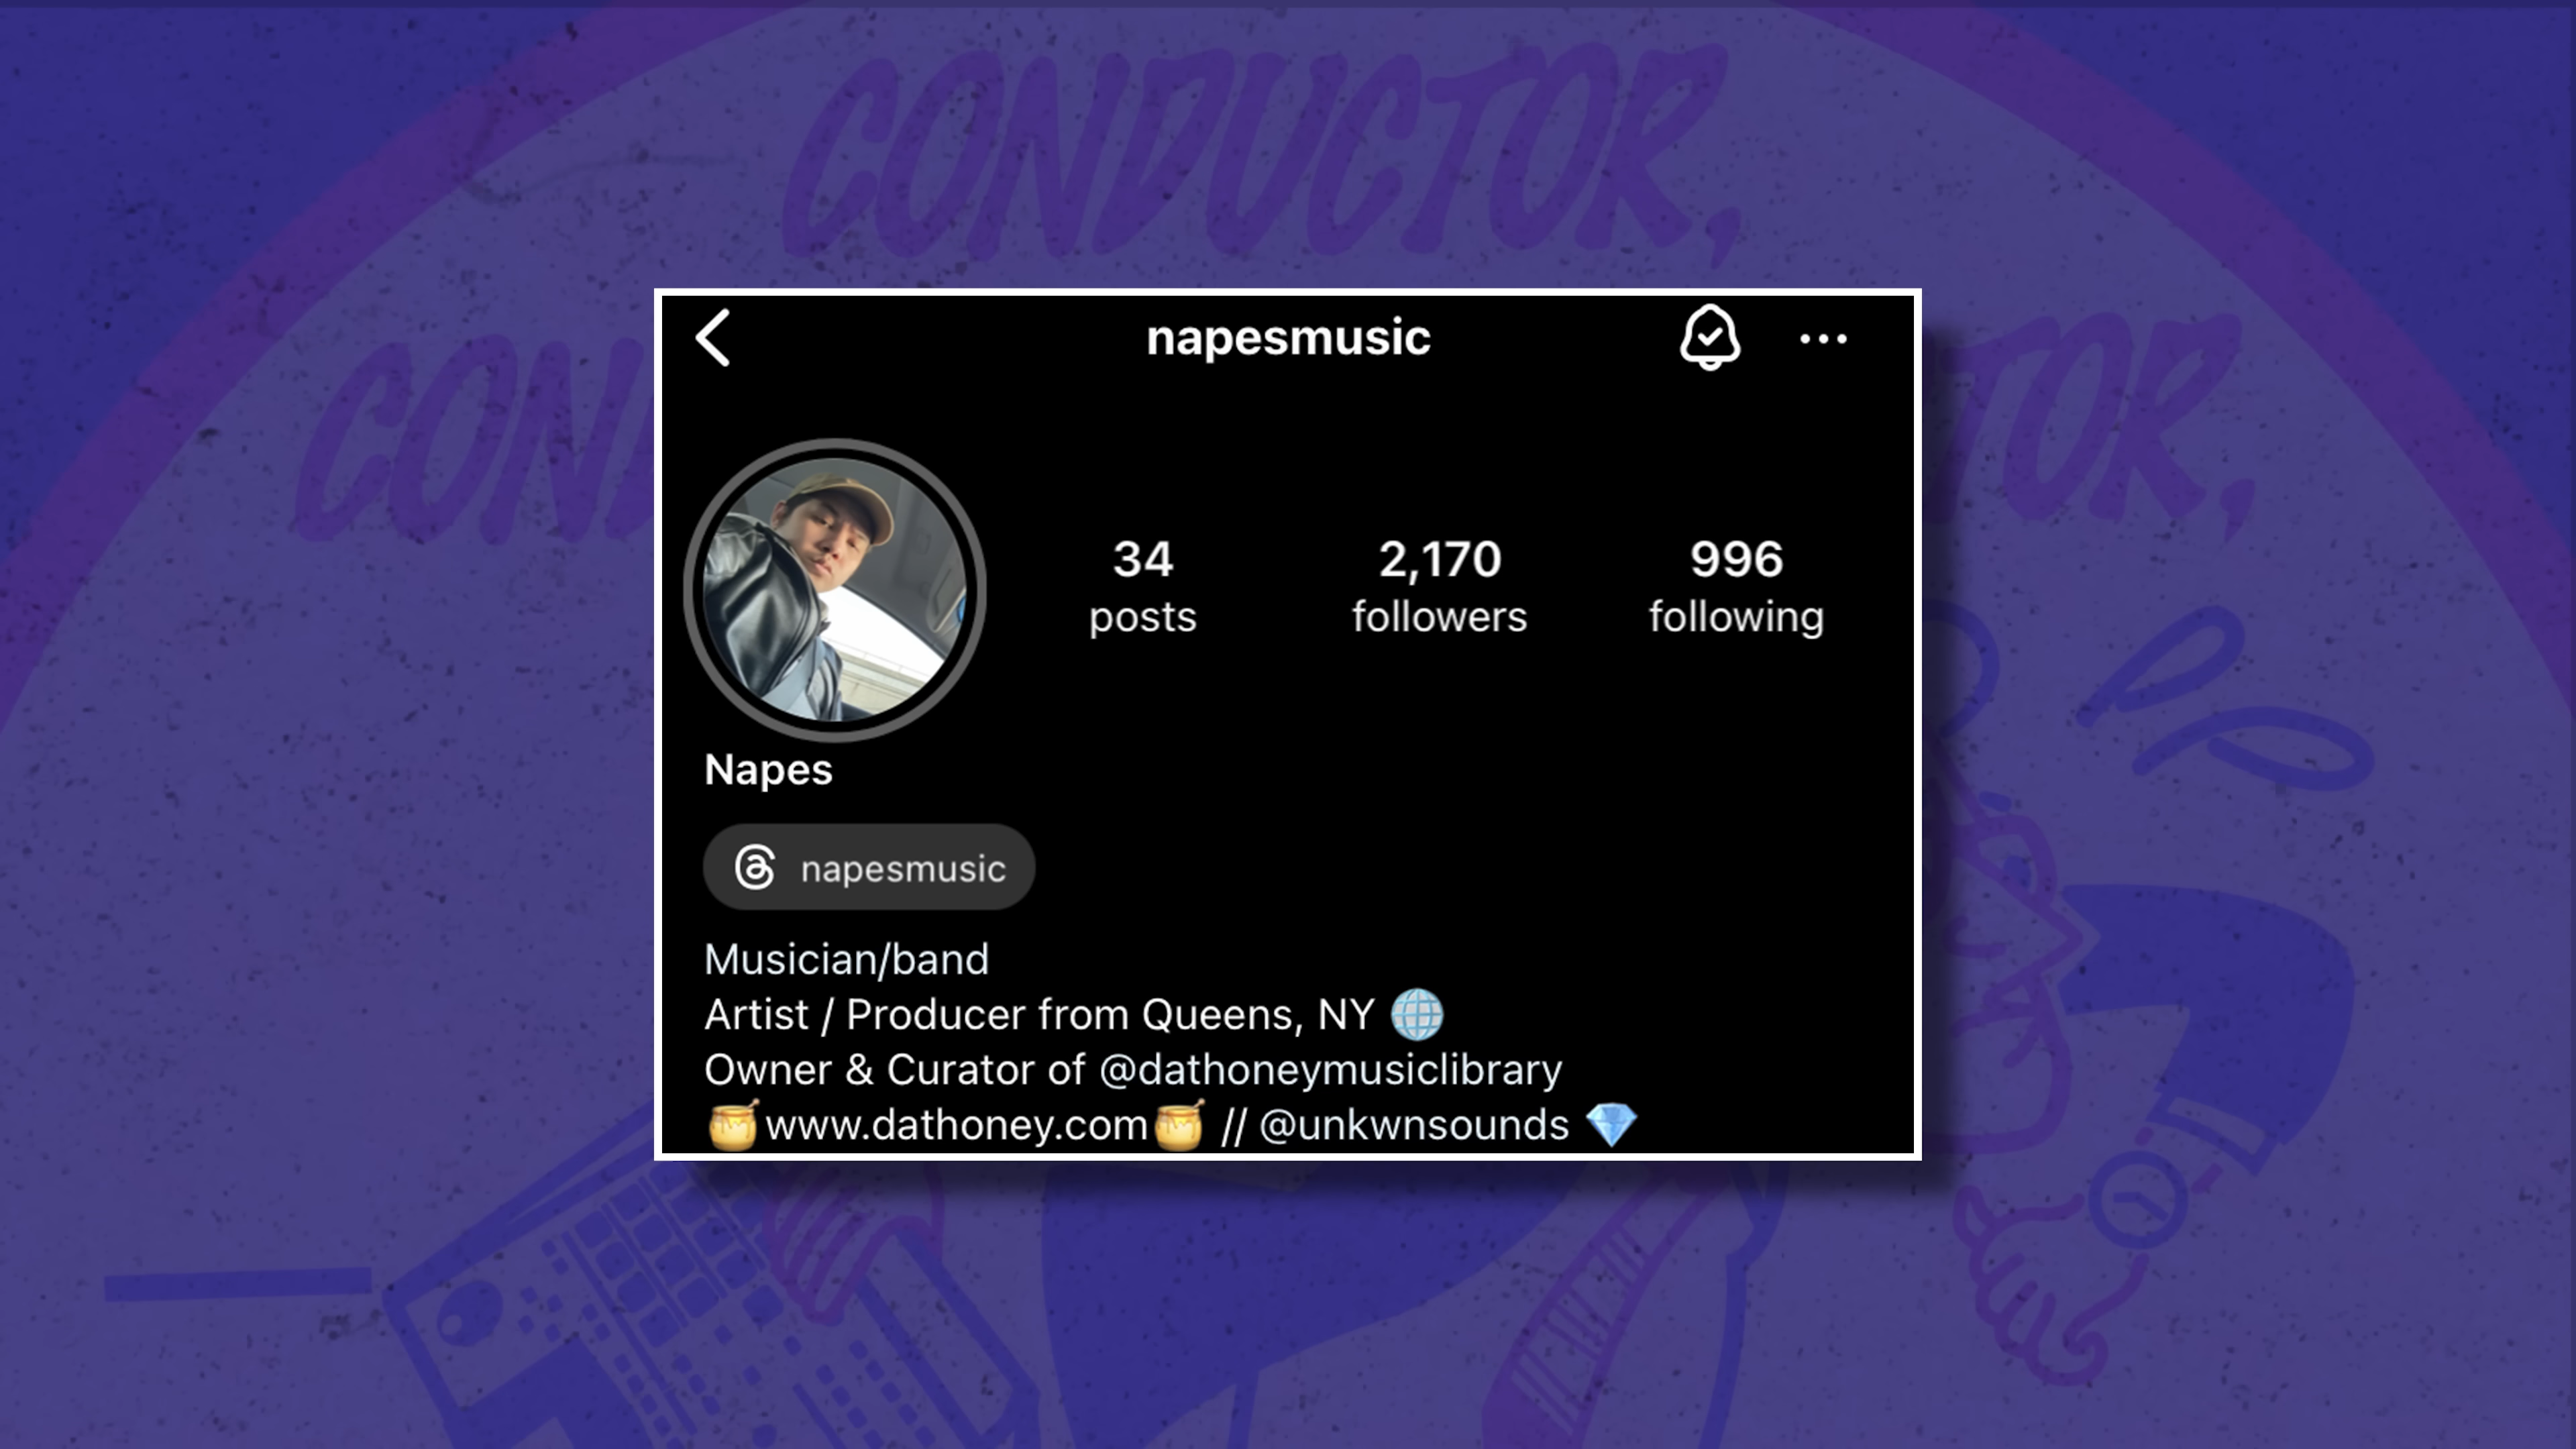 CONDUCTOR,
napesmusic
34
posts
2,170
followers
996
following
Napes
napesmusic
Musician/band
Artist / Producer from Queens, NY 🌐
Owner & Curator of @dathoneymusiclibrary
🍯www.dathoney.com🍯 // @unkwnsounds 💎